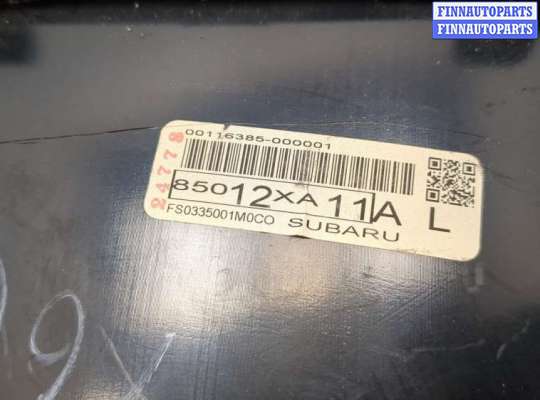 FINNAUTOPARTS
FINNAUTOPARTS
00116385-000001
24778
85012XA11A L
FS0335001M0CO SUBARU